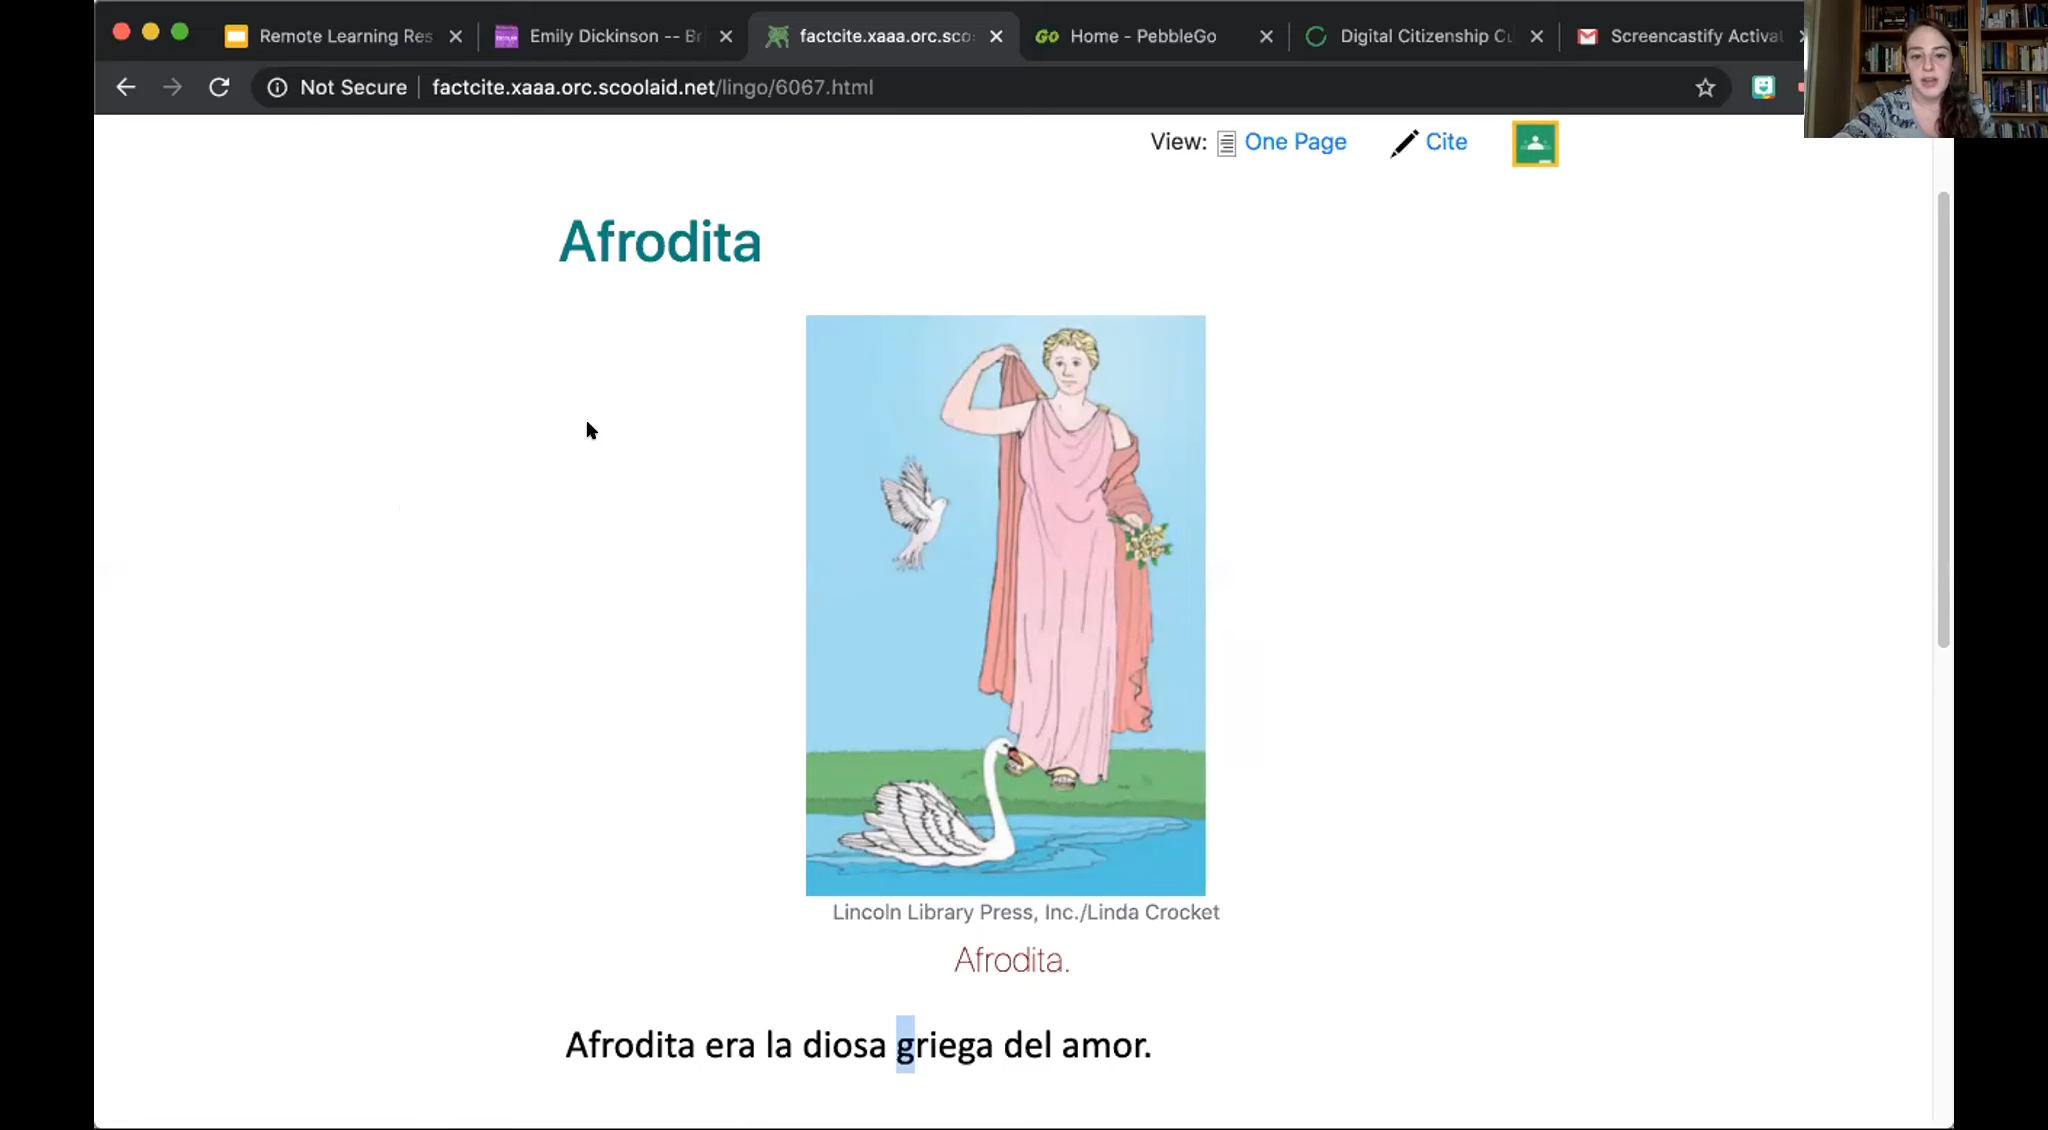 Remote Learning Res
Emily Dickinson -- Br
factcite.xaaa.orc.sco
GO Home - PebbleGo
Digital Citizenship Cu
Screencastify Activat
Not Secure factcite.xaaa.orc.scoolaid.net/lingo/6067.html
View: One Page Cite
Afrodita
Lincoln Library Press, Inc./Linda Crocket
Afrodita.
Afrodita era la diosa griega del amor.